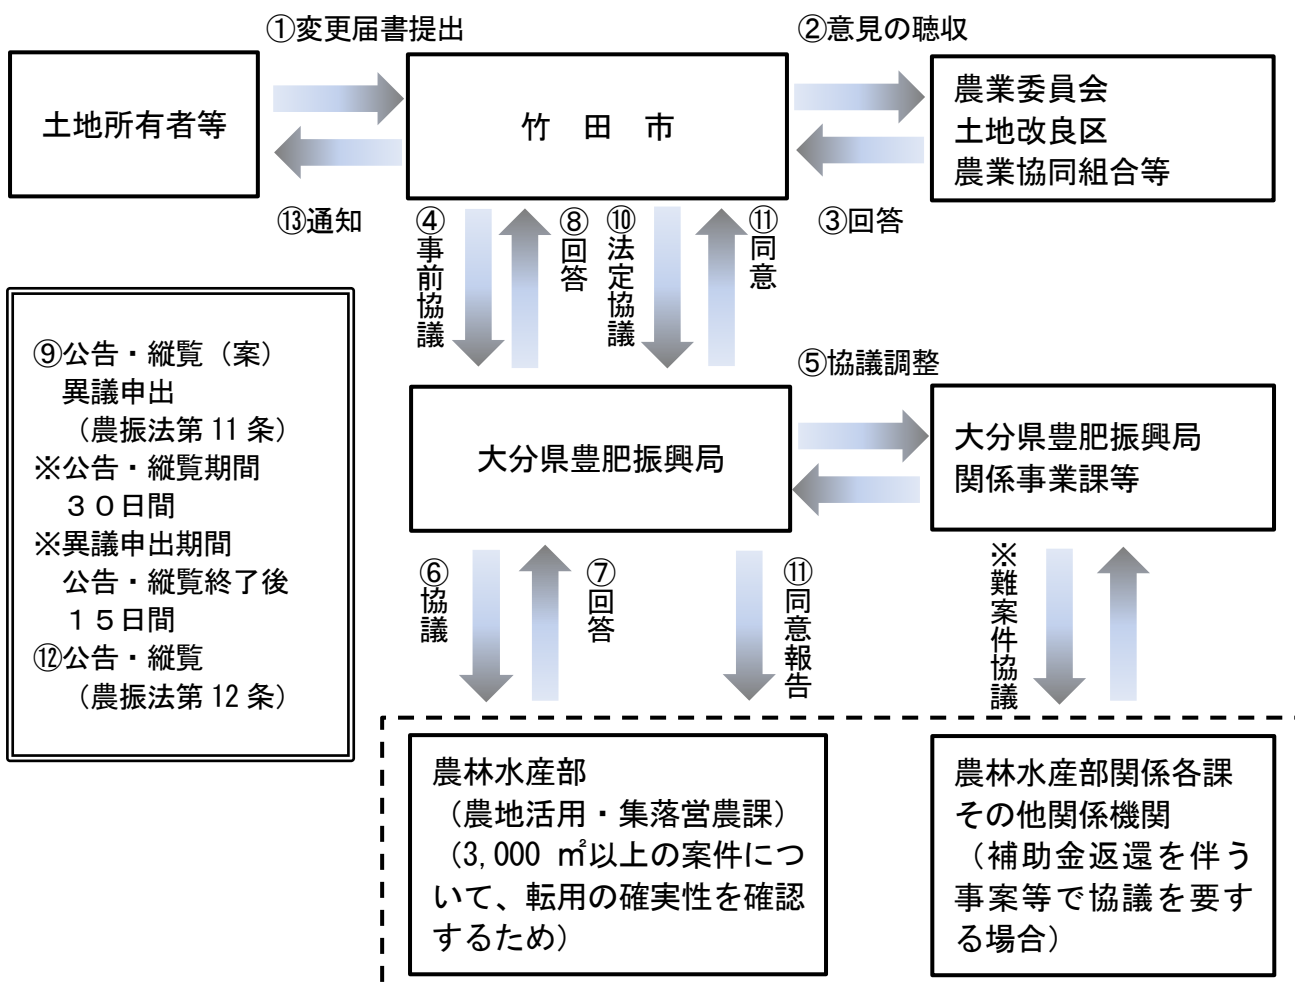 ①変更届書提出
②意見の聴収
土地所有者等
竹　田　市
農業委員会
土地改良区
農業協同組合等
⑬通知
③回答
④事前協議
⑧回答
⑩法定協議
⑪同意
⑨公告・縦覧（案）
異議申出
（農振法第11条）
※公告・縦覧期間
３０日間
※異議申出期間
公告・縦覧終了後
１５日間
⑫公告・縦覧
（農振法第12条）
⑤協議調整
大分県豊肥振興局
大分県豊肥振興局
関係事業課等
⑥協議
⑦回答
⑪同意報告
※難案件協議
農林水産部
（農地活用・集落営農課）
（3,000 ㎡以上の案件につ
いて、転用の確実性を確認
するため）
農林水産部関係各課
その他関係機関
（補助金返還を伴う
事案等で協議を要す
る場合）